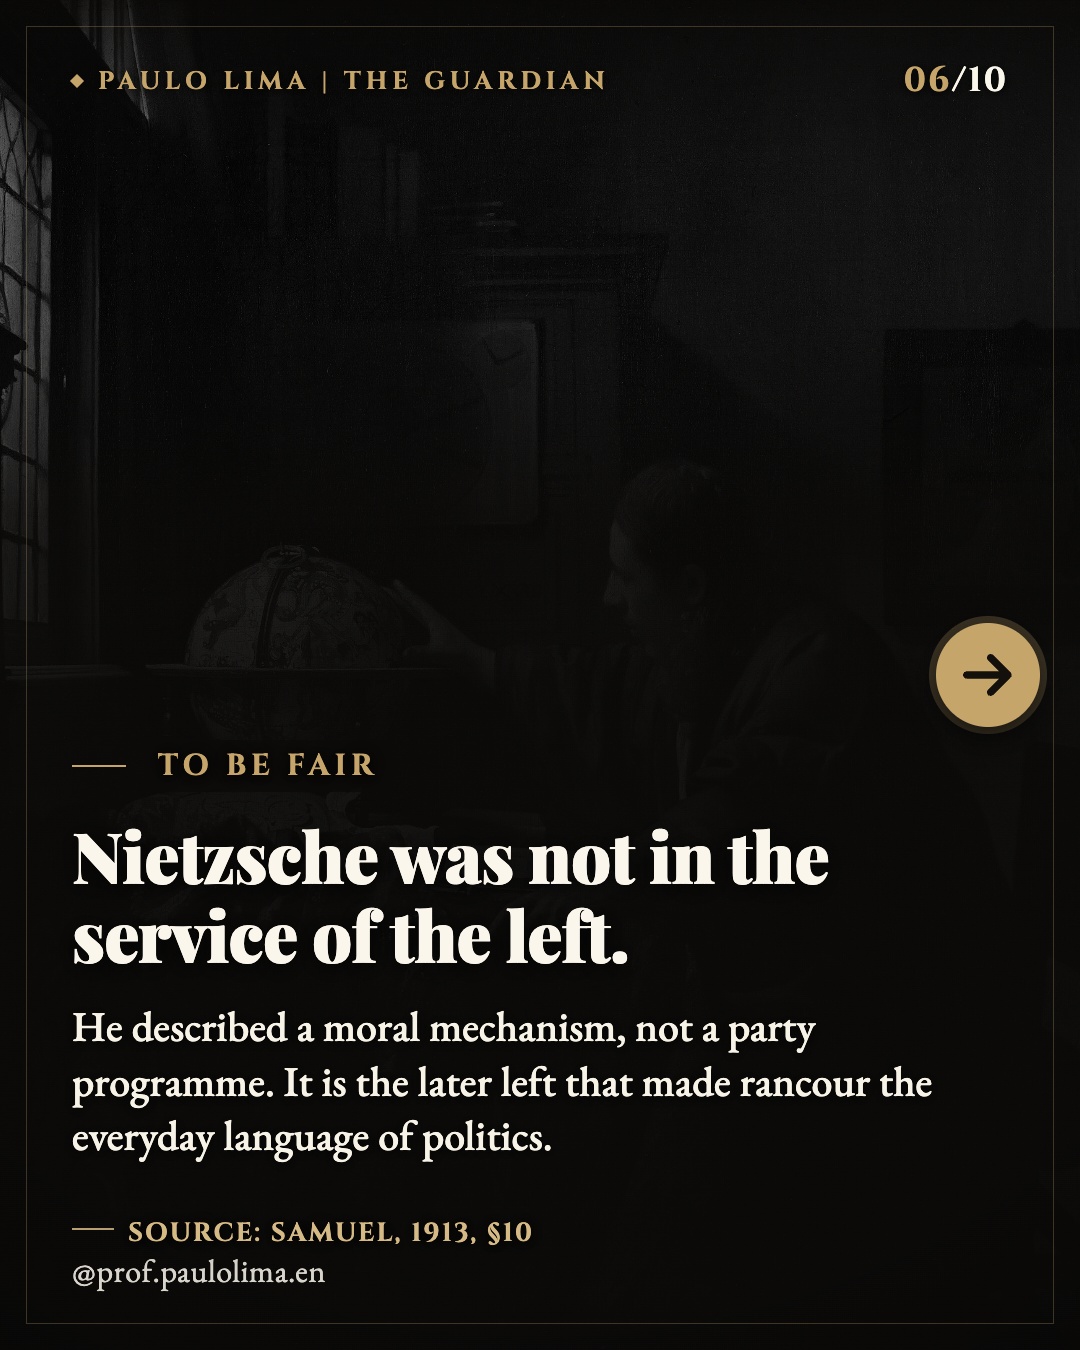 ◆ PAULO LIMA | THE GUARDIAN
06/10
TO BE FAIR
Nietzsche was not in the
service of the left.
He described a moral mechanism, not a party
programme. It is the later left that made rancour the
everyday language of politics.
SOURCE: SAMUEL, 1913, §10
@prof.paulolima.en